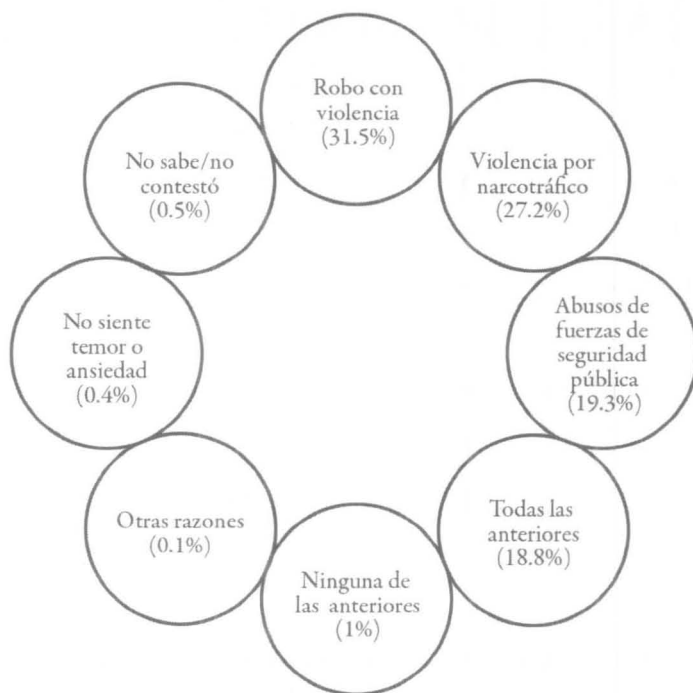 Robo con
violencia
(31.5%)
Violencia por
narcotráfico
(27.2%)
Abusos de
fuerzas de
seguridad
pública
(19.3%)
Todas las
anteriores
(18.8%)
Ninguna de
las anteriores
(1%)
Otras razones
(0.1%)
No siente
temor o
ansiedad
(0.4%)
No sabe/no
contestó
(0.5%)